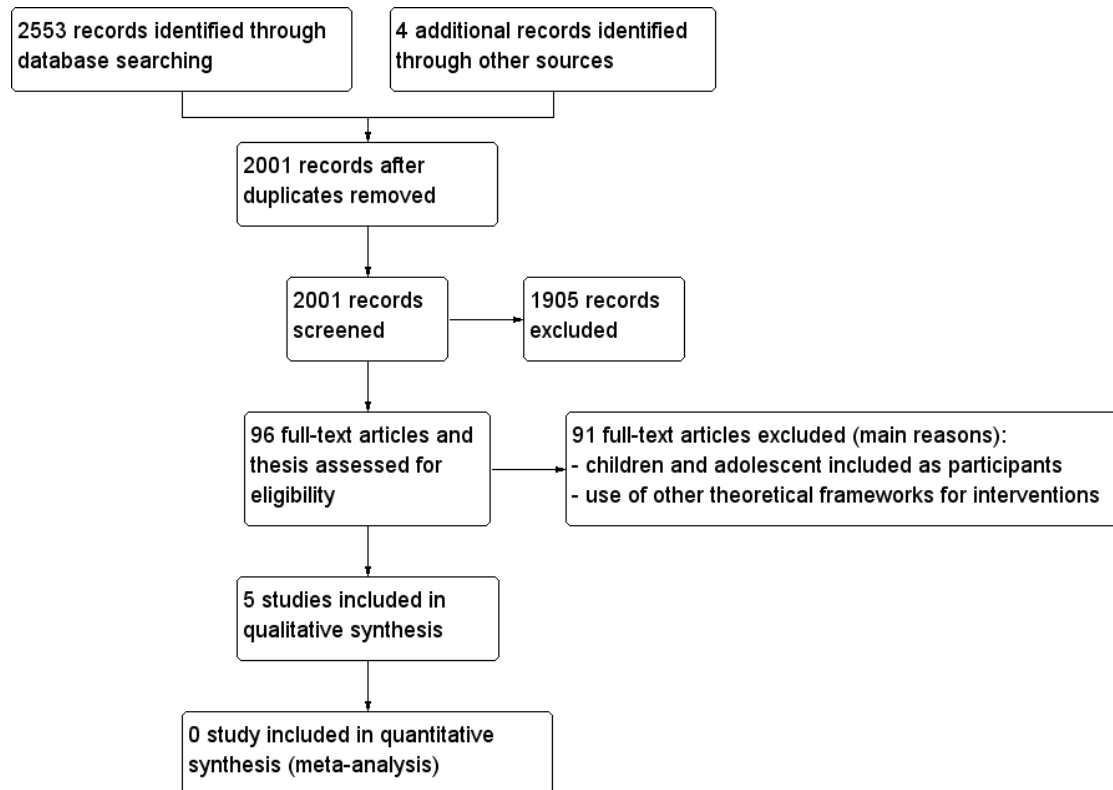 2553 records identified through
database searching
4 additional records identified
through other sources
2001 records after
duplicates removed
2001 records
screened
1905 records
excluded
96 full-text articles and
thesis assessed for
eligibility
91 full-text articles excluded (main reasons):
- children and adolescent included as participants
- use of other theoretical frameworks for interventions
5 studies included in
qualitative synthesis
0 study included in quantitative
synthesis (meta-analysis)